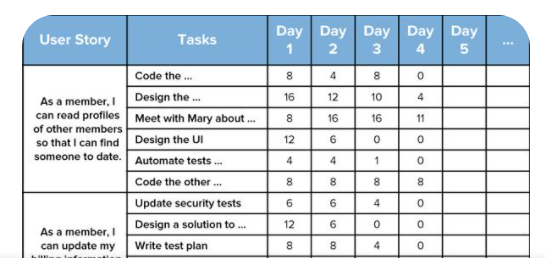 User Story Tasks Day 1 Day 2 Day 3 Day 4 Day 5 ...
Code the ... 8 4 8 0
Design the ... 16 12 10 4
Meet with Mary about ... 8 16 16 11
Design the UI 12 6 0 0
Automate tests ... 4 4 1 0
Code the other ... 8 8 8 8
As a member, I
can read profiles
of other members
so that I can find
someone to date.
Update security tests 6 6 4 0
Design a solution to ... 12 6 0 0
Write test plan 8 8 4 0
As a member, I
can update my
billing information